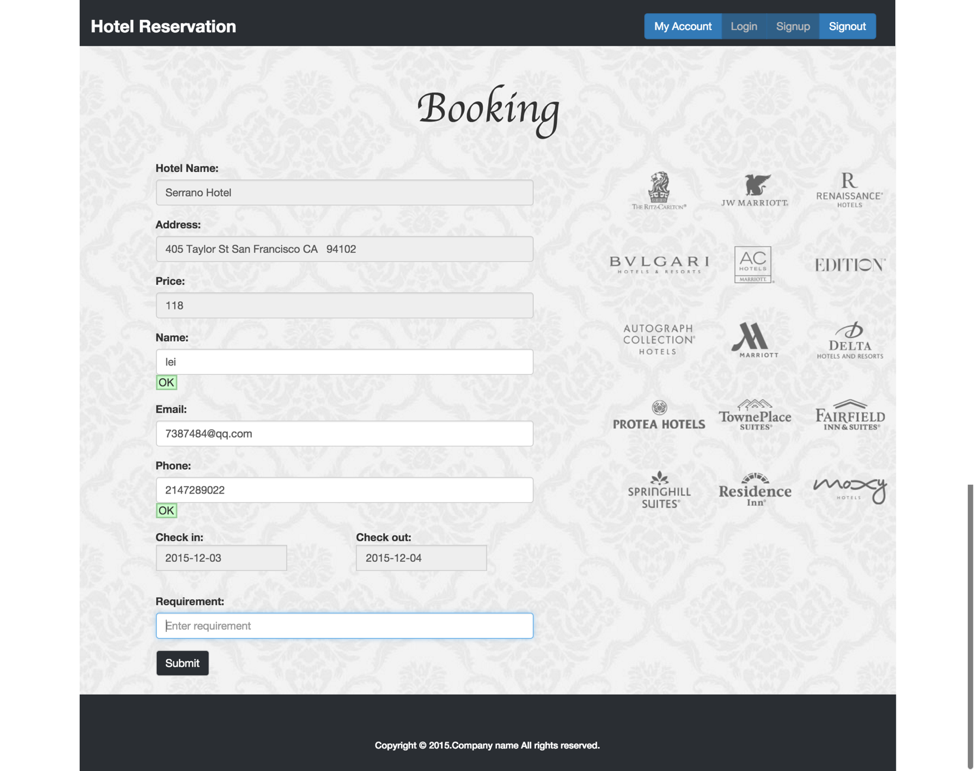 Hotel Reservation
My Account Login Signup Signout
Booking
Hotel Name:
Serrano Hotel
Address:
405 Taylor St San Francisco CA 94102
Price:
118
Name:
lei
OK
Email:
7387484@qq.com
Phone:
2147289022
OK
Check in: Check out:
2015-12-03 2015-12-04
Requirement:
Enter requirement
Submit
THE RITZ-CARLTON®
JW MARRIOTT®
R
RENAISSANCE®
HOTELS
BVLGARI
HOTELS & RESORTS
AC
HOTELS
MARRIOTT
EDITION®
AUTOGRAPH
COLLECTION®
HOTELS
MARRIOTT
DELTA
HOTELS AND RESORTS
PROTEA HOTELS
TownePlace
SUITES®
FAIRFIELD
INN & SUITES®
SPRINGHILL
SUITES®
Residence
Inn®
moxy
HOTELS
Copyright © 2015.Company name All rights reserved.